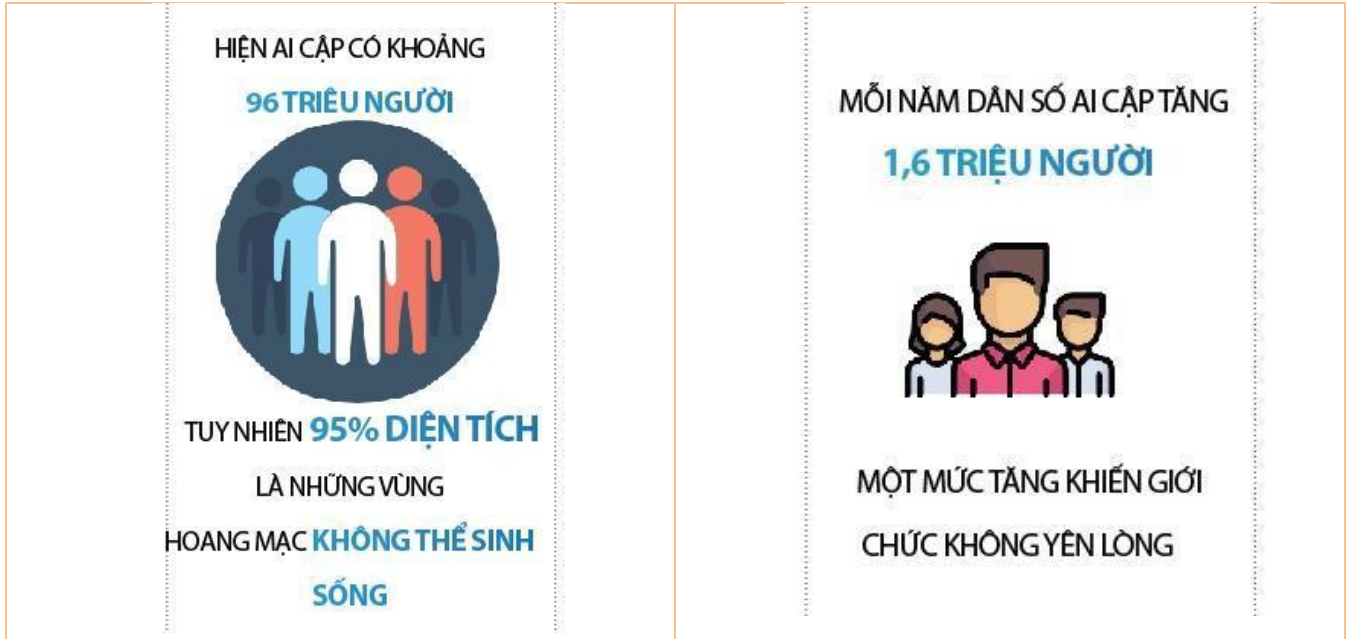 HIỆN AI CẬP CÓ KHOẢNG
96 TRIỆU NGƯỜI
TUY NHIÊN 95% DIỆN TÍCH
LÀ NHỮNG VÙNG
HOANG MẠC KHÔNG THỂ SINH
SỐNG
MỖI NĂM DÂN SỐ AI CẬP TĂNG
1,6 TRIỆU NGƯỜI
MỘT MỨC TĂNG KHIẾN GIỚI
CHỨC KHÔNG YÊN LÒNG